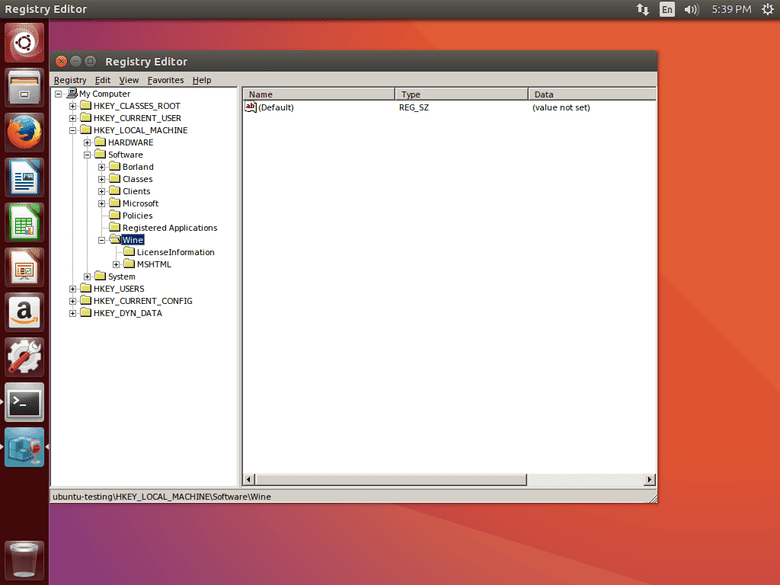 Registry Editor
En
5:39 PM
Registry Editor
Registry Edit View Favorites Help
My Computer
HKEY_CLASSES_ROOT
HKEY_CURRENT_USER
HKEY_LOCAL_MACHINE
HARDWARE
Software
Borland
Classes
Clients
Microsoft
Policies
Registered Applications
Wine
LicenseInformation
MSHTML
System
HKEY_USERS
HKEY_CURRENT_CONFIG
HKEY_DYN_DATA
Name Type Data
ab (Default) REG_SZ (value not set)
a
>_
ubuntu-testing\HKEY_LOCAL_MACHINE\Software\Wine